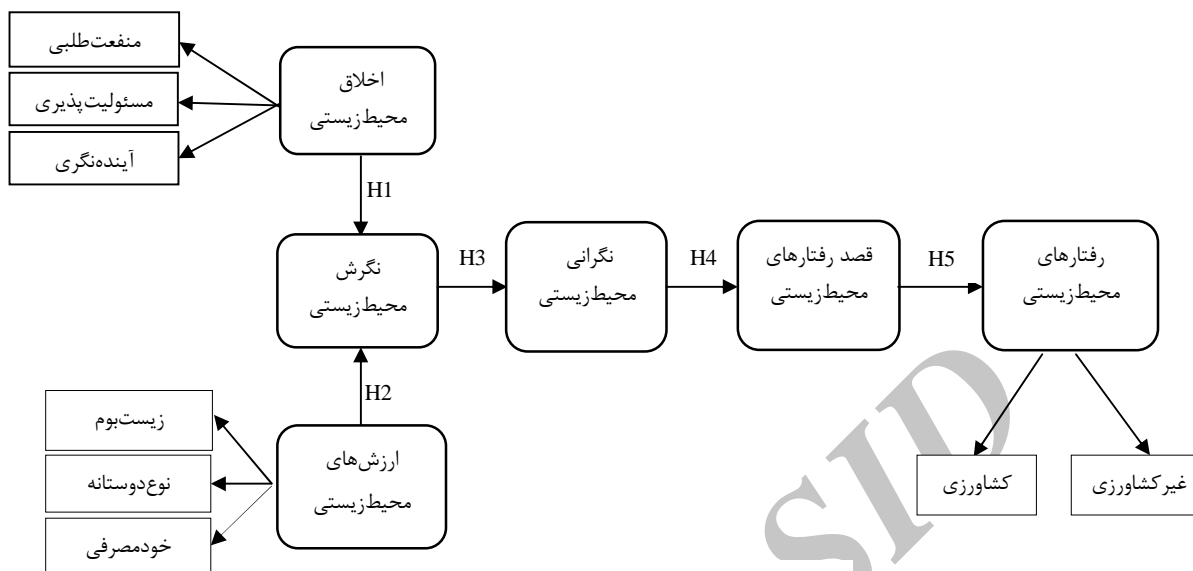 منفعت‌طلبی
مسئولیت‌پذیری
آینده‌نگری
اخلاق
محیط‌زیستی
H1
نگرش
محیط‌زیستی
H3
نگرانی
محیط‌زیستی
H4
قصد رفتارهای
محیط‌زیستی
H5
رفتارهای
محیط‌زیستی
H2
زیست‌بوم
نوع‌دوستانه
خودمصرفی
ارزش‌های
محیط‌زیستی
کشاورزی
غیرکشاورزی
SID